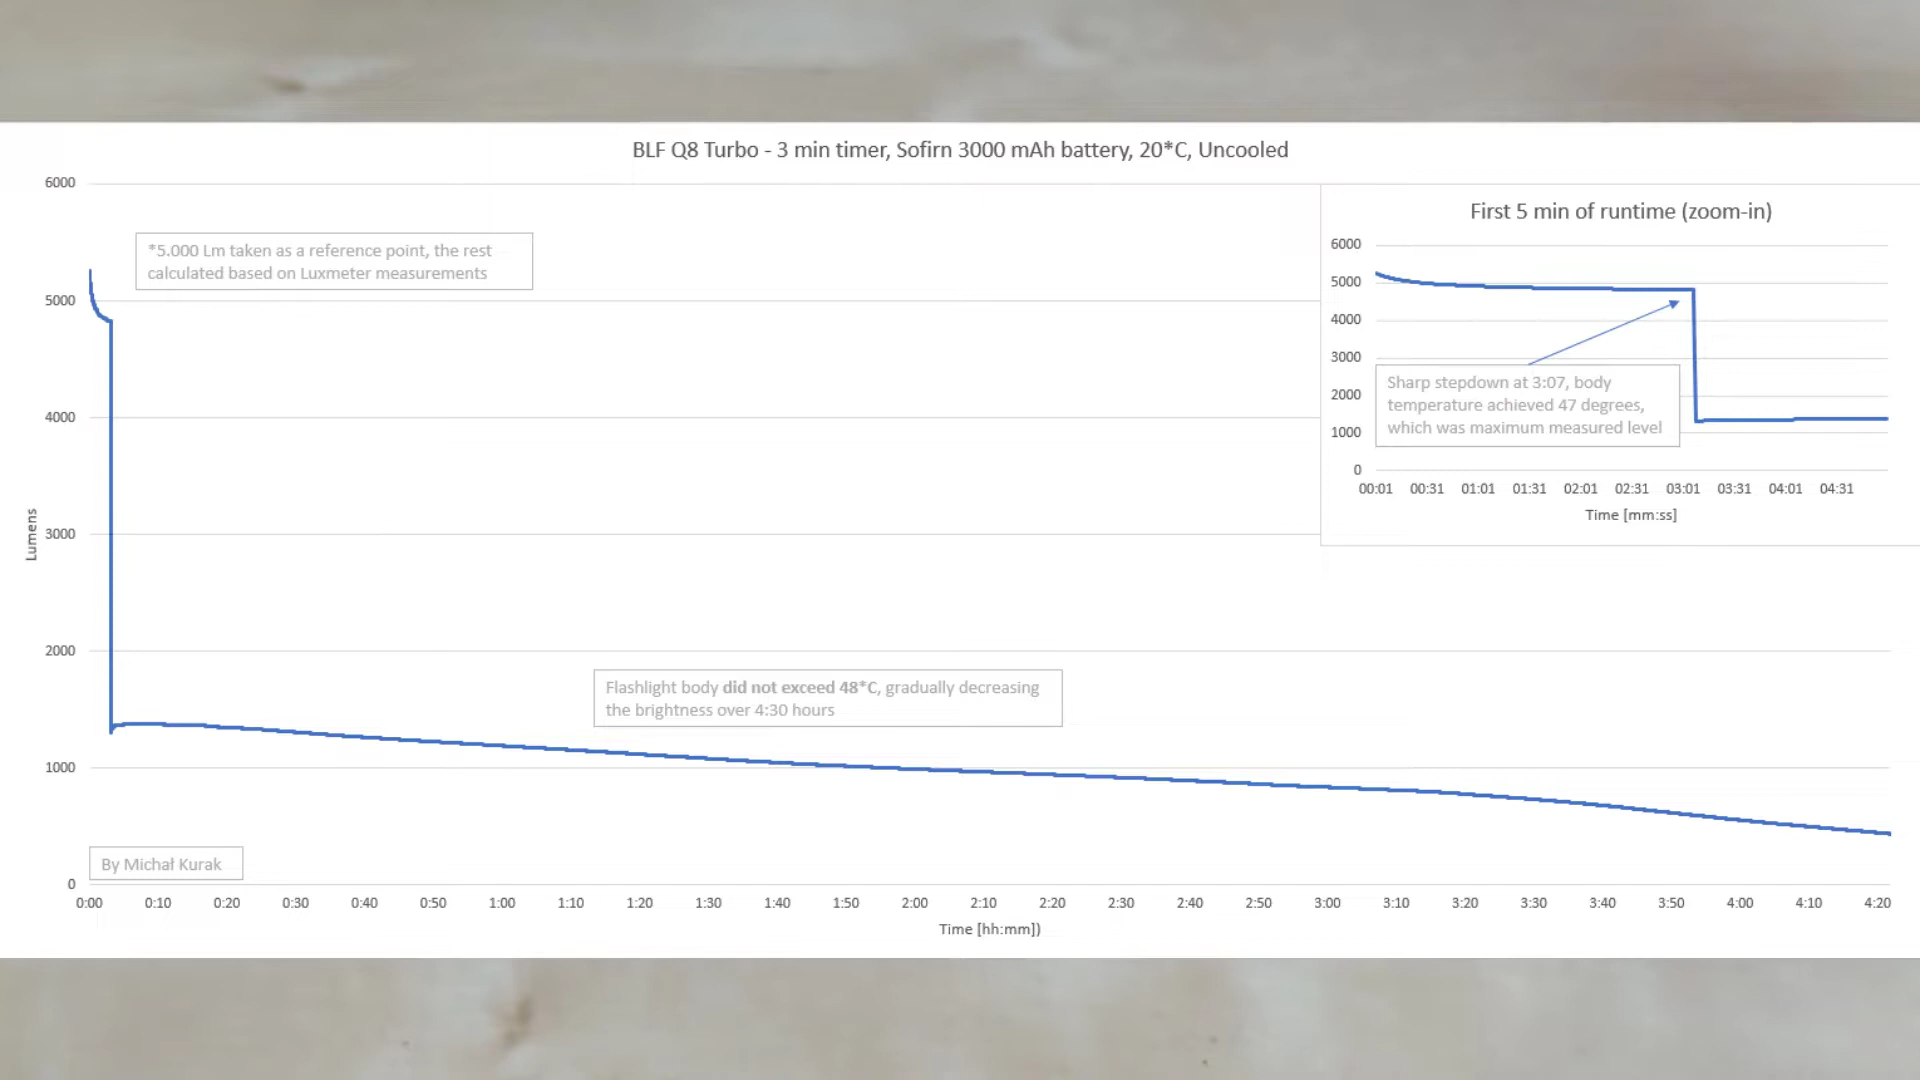 BLF Q8 Turbo - 3 min timer, Sofirn 3000 mAh battery, 20*C, Uncooled
6000
5000
4000
3000
2000
1000
0
Lumens
*5.000 Lm taken as a reference point, the rest
calculated based on Luxmeter measurements
First 5 min of runtime (zoom-in)
6000
5000
4000
3000
2000
1000
0
Sharp stepdown at 3:07, body
temperature achieved 47 degrees,
which was maximum measured level
00:01 00:31 01:01 01:31 02:01 02:31 03:01 03:31 04:01 04:31
Time [mm:ss]
Flashlight body did not exceed 48*C, gradually decreasing
the brightness over 4:30 hours
By Michał Kurak
0:00 0:10 0:20 0:30 0:40 0:50 1:00 1:10 1:20 1:30 1:40 1:50 2:00 2:10 2:20 2:30 2:40 2:50 3:00 3:10 3:20 3:30 3:40 3:50 4:00 4:10 4:20
Time [hh:mm])